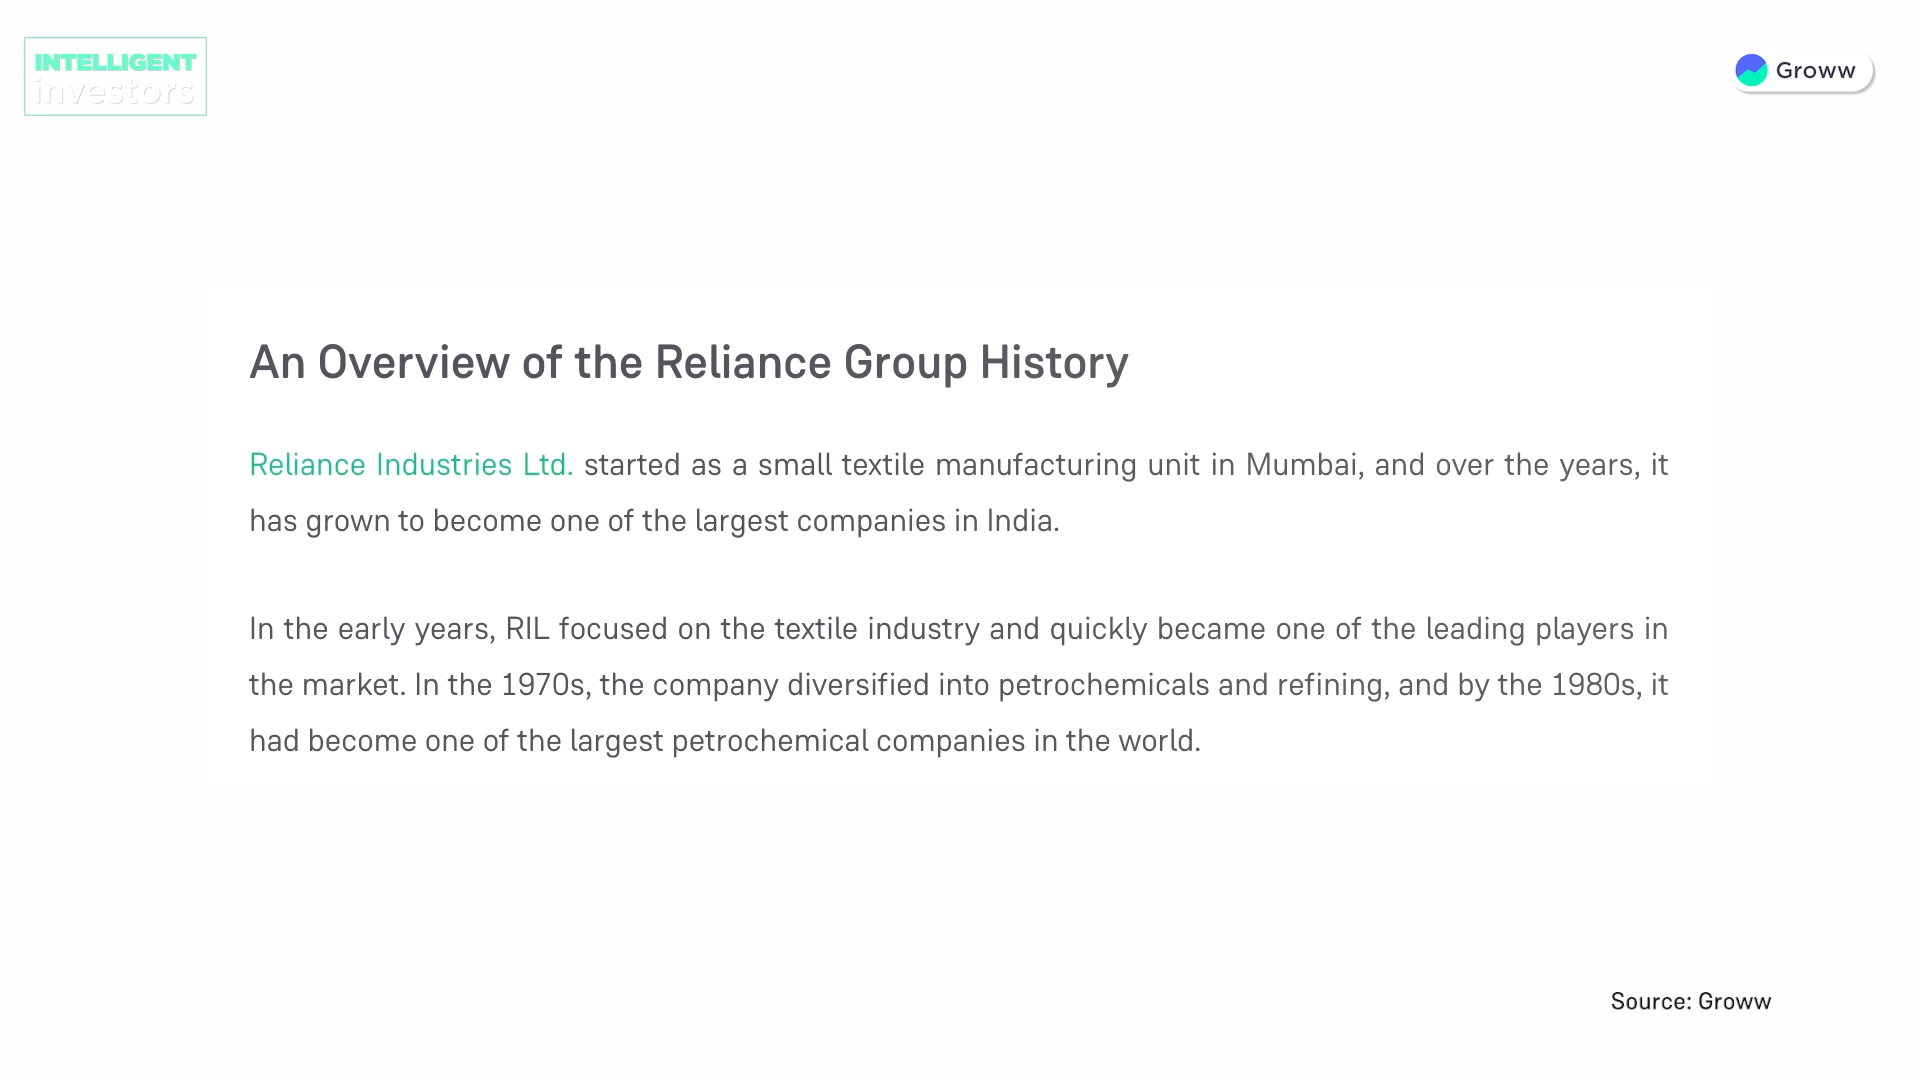 INTELLIGENT
investors
Groww
An Overview of the Reliance Group History
Reliance Industries Ltd. started as a small textile manufacturing unit in Mumbai, and over the years, it
has grown to become one of the largest companies in India.
In the early years, RIL focused on the textile industry and quickly became one of the leading players in
the market. In the 1970s, the company diversified into petrochemicals and refining, and by the 1980s, it
had become one of the largest petrochemical companies in the world.
Source: Groww